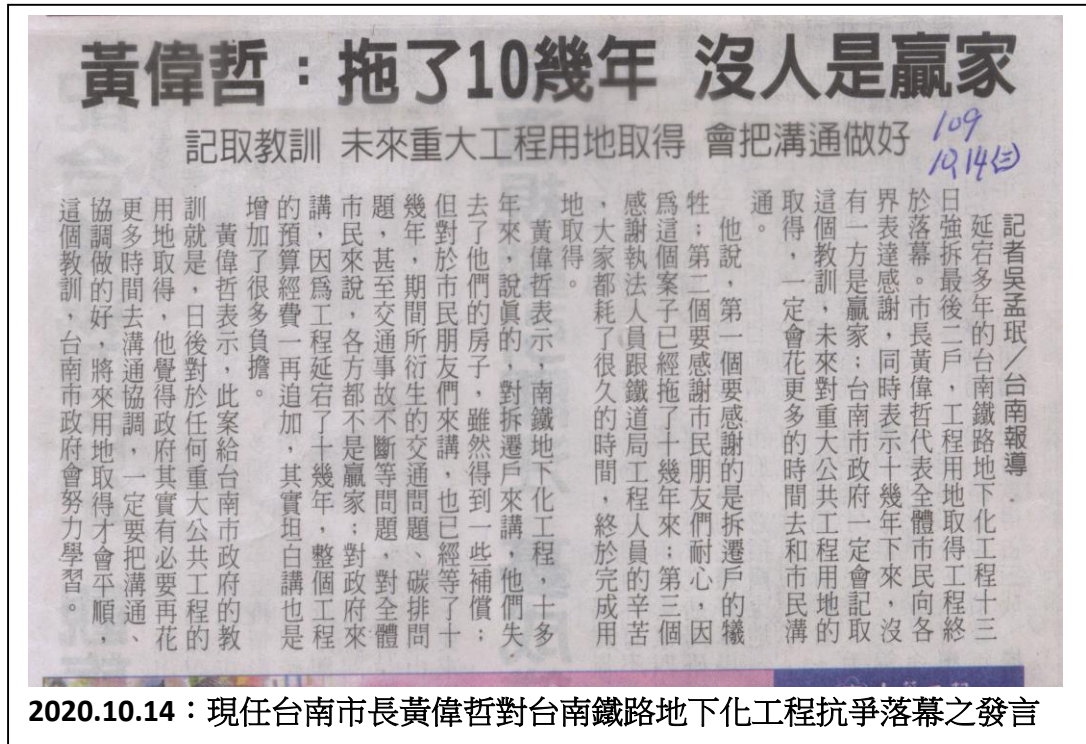 黃偉哲：拖了10幾年 沒人是贏家
記取教訓 未來重大工程用地取得 會把溝通做好
109
10,14(三)
記者吳孟珉／台南報導
延宕多年的台南鐵路地下化工程十三
日強拆最後二戶，工程用地取得工程終
於落幕。市長黃偉哲代表全體市民向各
界表達感謝，同時表示十幾年下來，沒
有一方是贏家；台南市政府一定會記取
這個教訓，未來對重大公共工程用地的
取得，一定會花更多的時間去和市民溝
通。
他說，第一個要感謝的是拆遷戶的犧
牲；第二個要感謝市民朋友們耐心，因
為這個案子已經拖了十幾年來；第三個
感謝執法人員跟鐵道局工程人員的辛苦
，大家都耗了很久的時間，終於完成用
地取得。
黃偉哲表示，南鐵地下化工程，十多
年來，說真的，對拆遷戶來講，他們失
去了他們的房子，雖然得到一些補償；
但對於市民朋友們來講，也已經等了十
幾年，期間所衍生的交通問題、碳排問
題，甚至交通事故不斷等問題，對全體
市民來說，各方都不是贏家；對政府來
講，因為工程延宕了十幾年，整個工程
的預算經費一再追加，其實坦白講也是
增加了很多負擔。
黃偉哲表示，此案給台南市政府的教
訓就是，日後對於任何重大公共工程的
用地取得，他覺得政府其實有必要再花
更多時間去溝通協調，一定要把溝通、
協調做的好，將來用地取得才會平順，
這個教訓，台南市政府會努力學習。
2020.10.14：現任台南市長黃偉哲對台南鐵路地下化工程抗爭落幕之發言